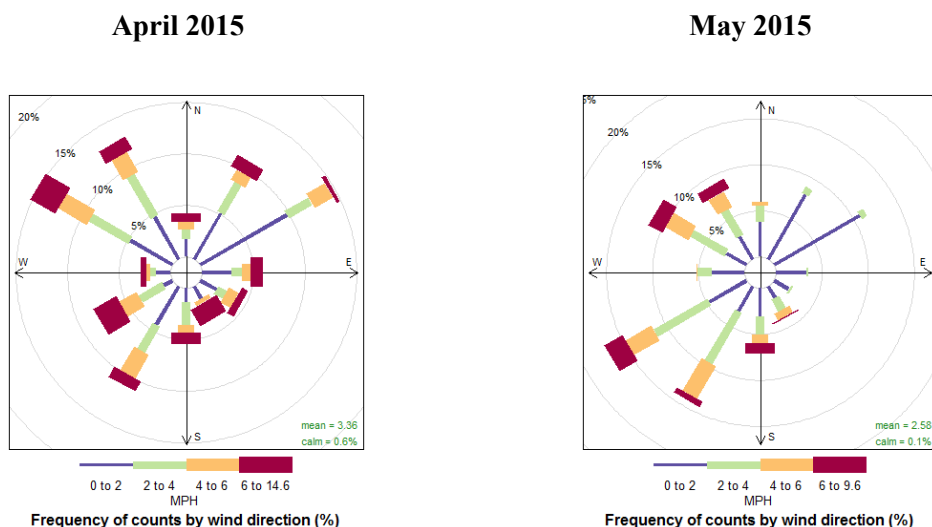 April 2015
N
20%
15%
10%
5%
W
E
S
mean = 3.36
calm = 0.6%
0 to 2 2 to 4 4 to 6 6 to 14.6
MPH
Frequency of counts by wind direction (%)
May 2015
N
20%
15%
10%
5%
W
E
S
mean = 2.58
calm = 0.1%
0 to 2 2 to 4 4 to 6 6 to 9.6
MPH
Frequency of counts by wind direction (%)